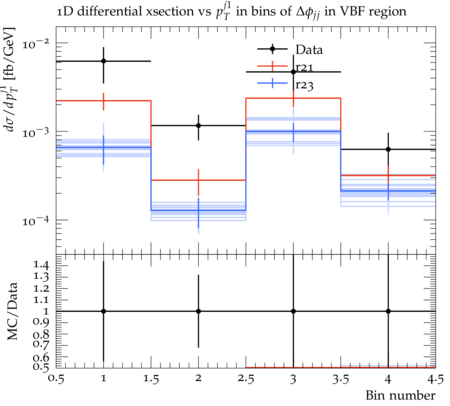 1D differential xsection vs p_T^{j1} in bins of Δϕ_{jj} in VBF region
dσ/dp_T^{j1} [fb/GeV]
10^{−2}
10^{−3}
10^{−4}
Data
r21
r23
MC/Data
1.4
1.3
1.2
1.1
1
0.9
0.8
0.7
0.6
0.5
0.5 1 1.5 2 2.5 3 3.5 4 4.5
Bin number